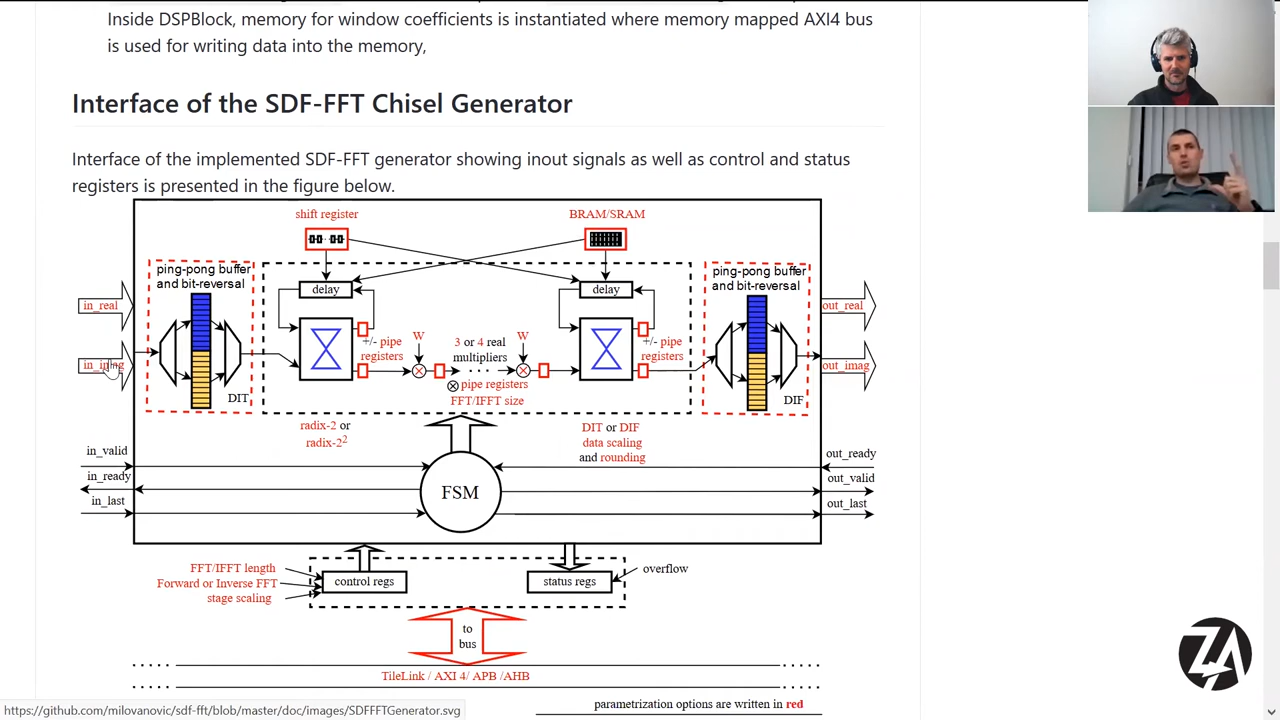 Inside DSPBlock, memory for window coefficients is instantiated where memory mapped AXI4 bus
is used for writing data into the memory,
Interface of the SDF-FFT Chisel Generator
Interface of the implemented SDF-FFT generator showing inout signals as well as control and status
registers is presented in the figure below.
shift register
BRAM/SRAM
ping-pong buffer
and bit-reversal
ping-pong buffer
and bit-reversal
delay
delay
in_real
out_real
+/- pipe
registers
W
3 or 4 real
multipliers
W
+/- pipe
registers
in_imag
out_imag
pipe registers
FFT/IFFT size
DIT
DIF
radix-2 or
radix-2²
DIT or DIF
data scaling
and rounding
in_valid
out_ready
in_ready
out_valid
in_last
out_last
FSM
FFT/IFFT length
Forward or Inverse FFT
stage scaling
control regs
status regs
overflow
to
bus
TileLink / AXI 4/ APB /AHB
parametrization options are written in red
https://github.com/milovanovic/sdf-fft/blob/master/doc/images/SDFFFTGenerator.svg
ZA